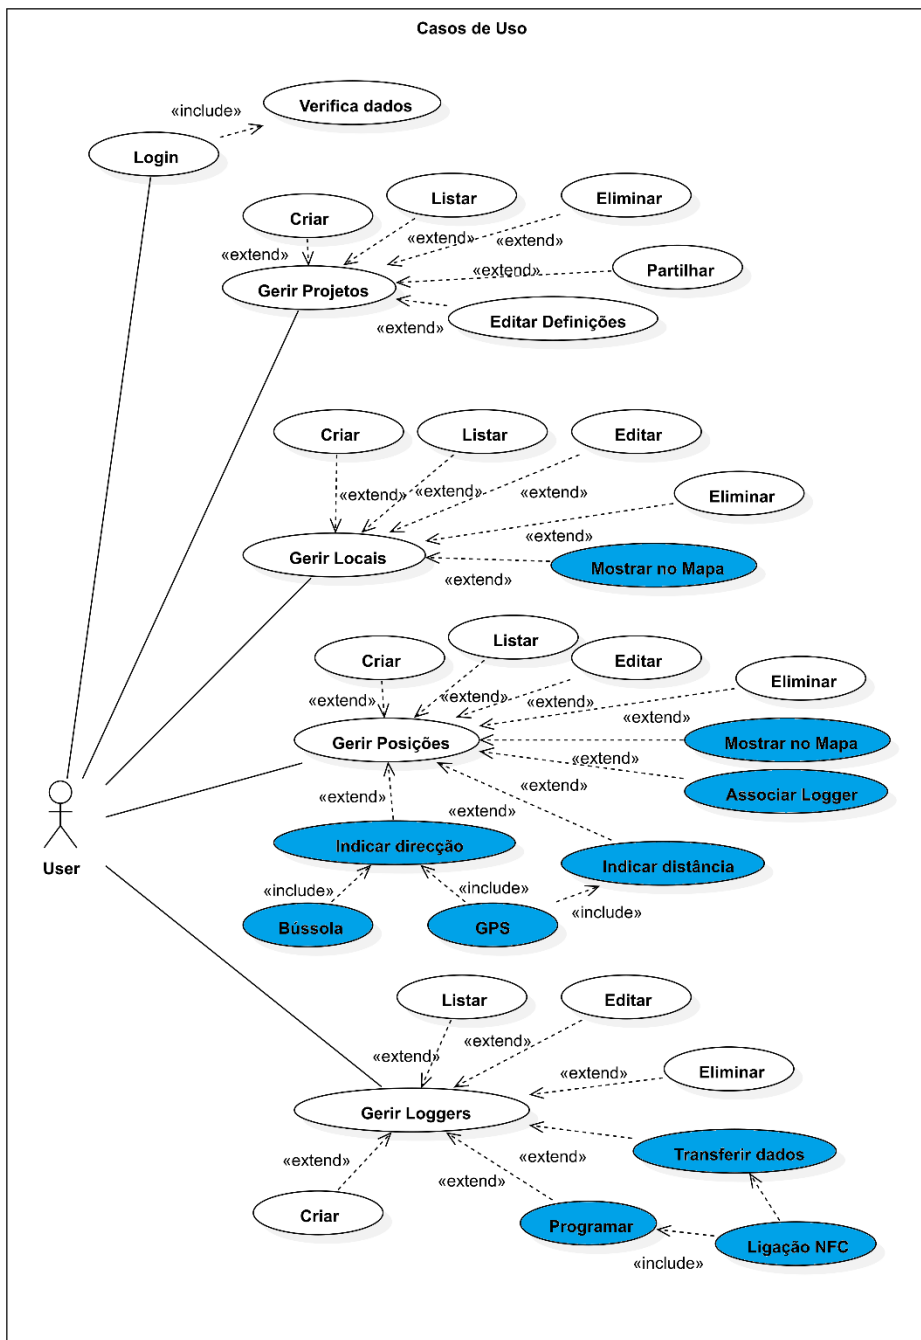 Casos de Uso
«include»
Verifica dados
Login
Criar
Listar
Eliminar
«extend»
«extend»
«extend»
«extend»
Partilhar
Gerir Projetos
«extend»
Editar Definições
Criar
Listar
Editar
«extend»
«extend»
«extend»
Eliminar
«extend»
Gerir Locais
«extend»
Mostrar no Mapa
Criar
Listar
Editar
Eliminar
«extend»
«extend»
«extend»
«extend»
Gerir Posições
Mostrar no Mapa
«extend»
«extend»
Associar Logger
«extend»
«extend»
Indicar direcção
Indicar distância
User
«include»
«include»
«include»
Bússola
GPS
Listar
Editar
«extend»
«extend»
«extend»
Eliminar
Gerir Loggers
«extend»
«extend»
Transferir dados
«extend»
Criar
Programar
Ligação NFC
«include»